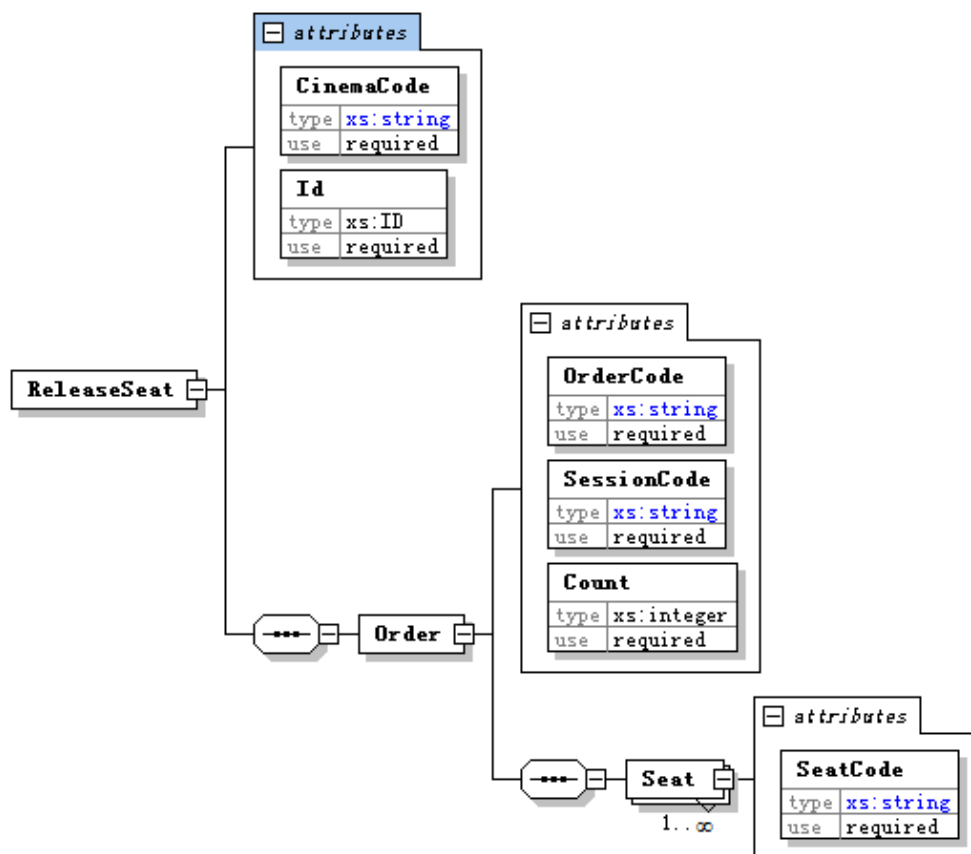 attributes
CinemaCode
type xs:string
use required
Id
type xs:ID
use required
ReleaseSeat
attributes
OrderCode
type xs:string
use required
SessionCode
type xs:string
use required
Count
type xs:integer
use required
Order
attributes
SeatCode
type xs:string
use required
Seat
1..∞